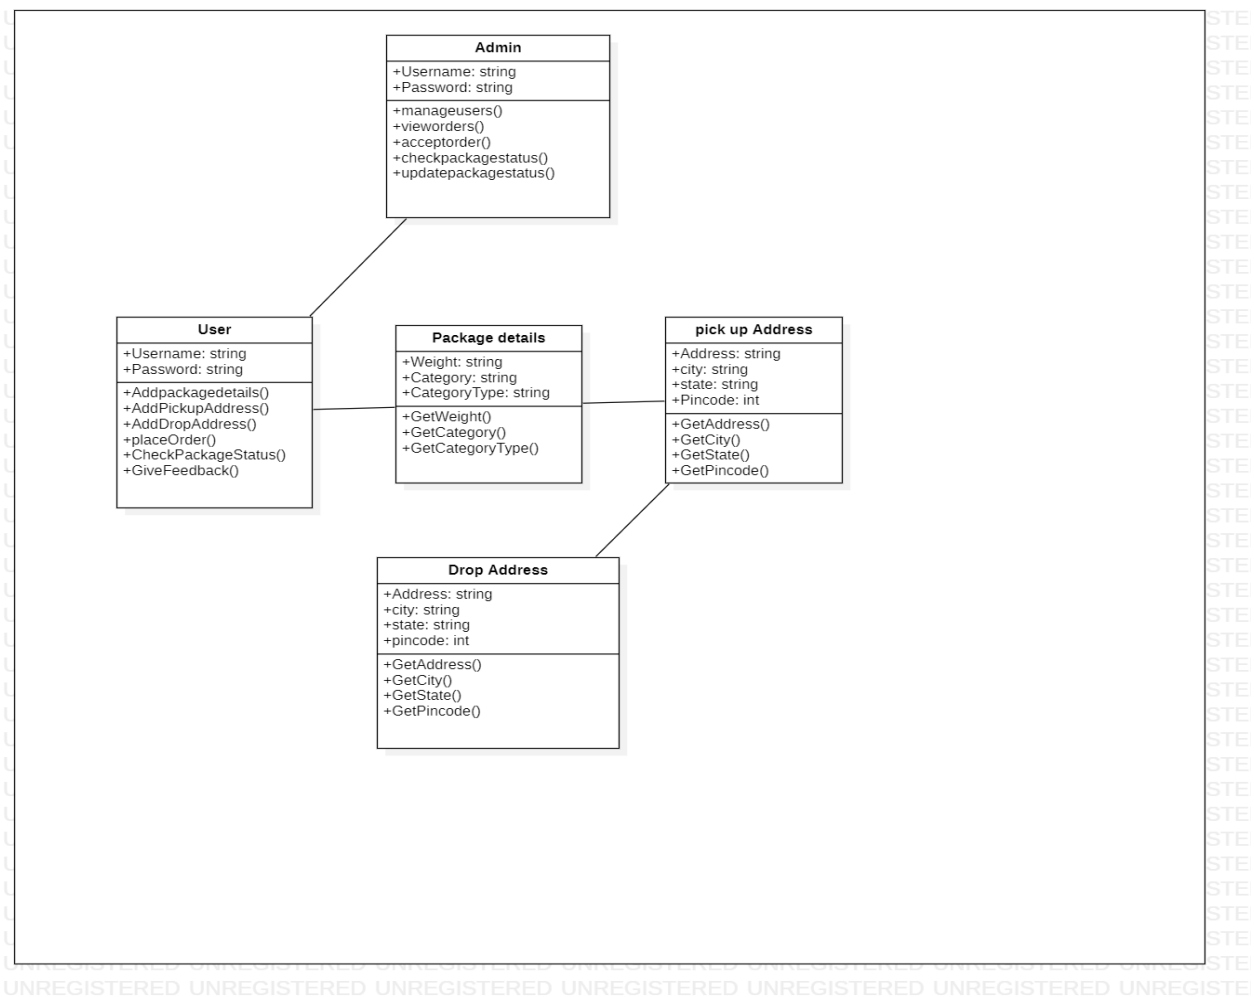 Admin
+Username: string
+Password: string
+manageusers()
+vieworders()
+acceptorder()
+checkpackagestatus()
+updatepackagestatus()
User
+Username: string
+Password: string
+Addpackagedetails()
+AddPickupAddress()
+AddDropAddress()
+placeOrder()
+CheckPackageStatus()
+GiveFeedback()
Package details
+Weight: string
+Category: string
+CategoryType: string
+GetWeight()
+GetCategory()
+GetCategoryType()
pick up Address
+Address: string
+city: string
+state: string
+Pincode: int
+GetAddress()
+GetCity()
+GetState()
+GetPincode()
Drop Address
+Address: string
+city: string
+state: string
+pincode: int
+GetAddress()
+GetCity()
+GetState()
+GetPincode()
UNREGISTERED UNREGISTERED UNREGISTERED UNREGISTERED UNREGISTERED UNREGISTERED